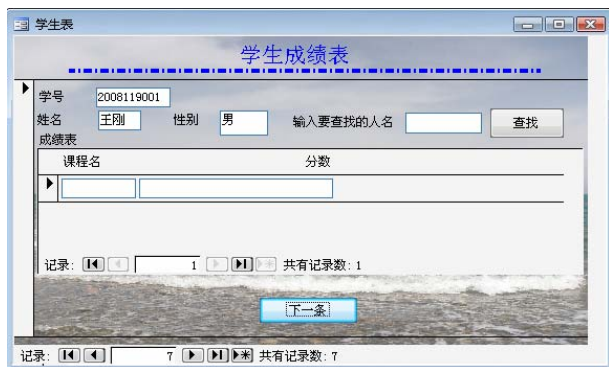 学生表
学生成绩表
学号 2008119001
姓名 王刚 性别 男 输入要查找的人名 查找
成绩表
课程名 分数
记录: 1 共有记录数: 1
下一条
记录: 7 共有记录数: 7